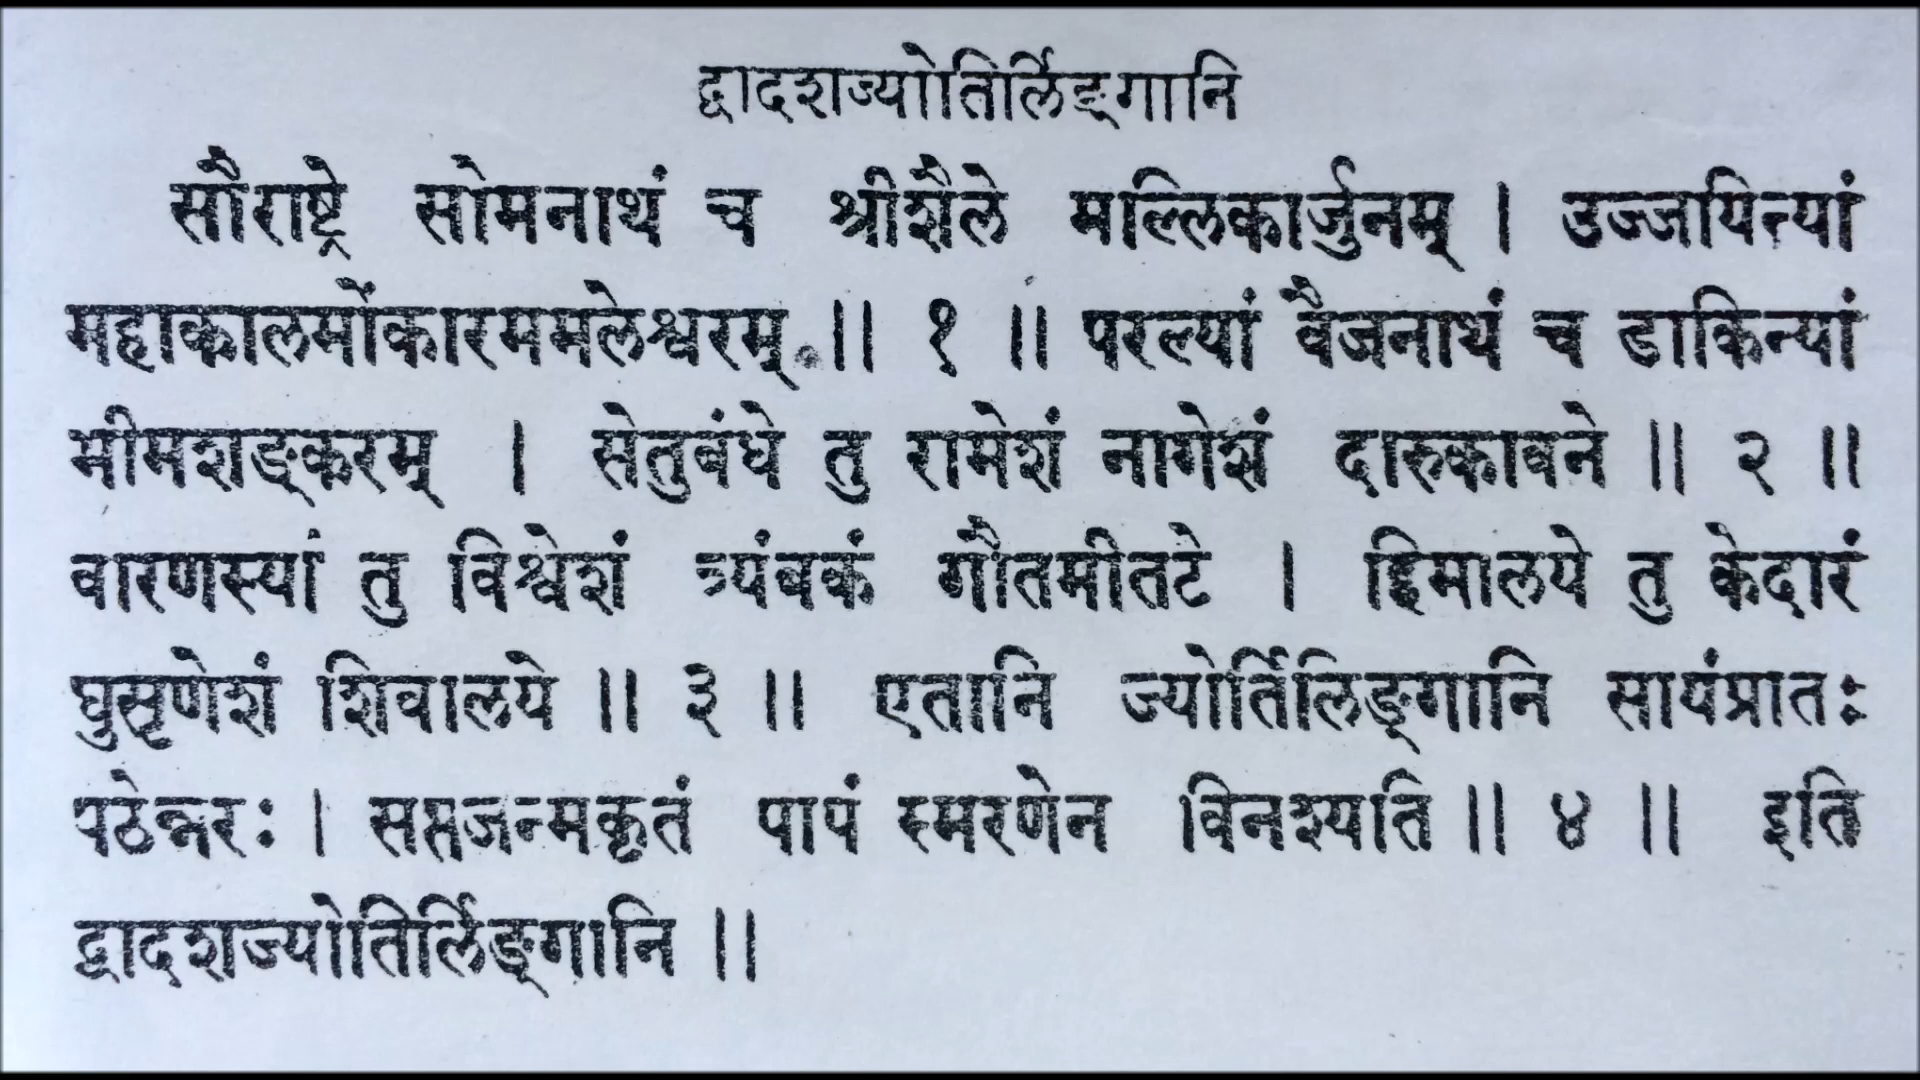 द्वादशज्योतिर्लिङ्गानि
सौराष्ट्रे सोमनाथं च श्रीशैले मल्लिकार्जुनम् । उज्जयिन्यां
महाकालमोंकारममलेश्वरम् ॥ १ ॥ परल्यां वैजनाथं च डाकिन्यां
भीमशङ्करम् । सेतुबंधे तु रामेशं नागेशं दारुकावने ॥ २ ॥
वारणस्यां तु विश्वेशं त्र्यंबकं गौतमीतटे । हिमालये तु केदारं
घुसृणेशं शिवालये ॥ ३ ॥ एतानि ज्योर्तिलिङ्गानि सायंप्रातः
पठेन्नरः । सप्तजन्मकृतं पापं स्मरणेन विनश्यति ॥ ४ ॥ इति
द्वादशज्योतिर्लिङ्गानि ॥